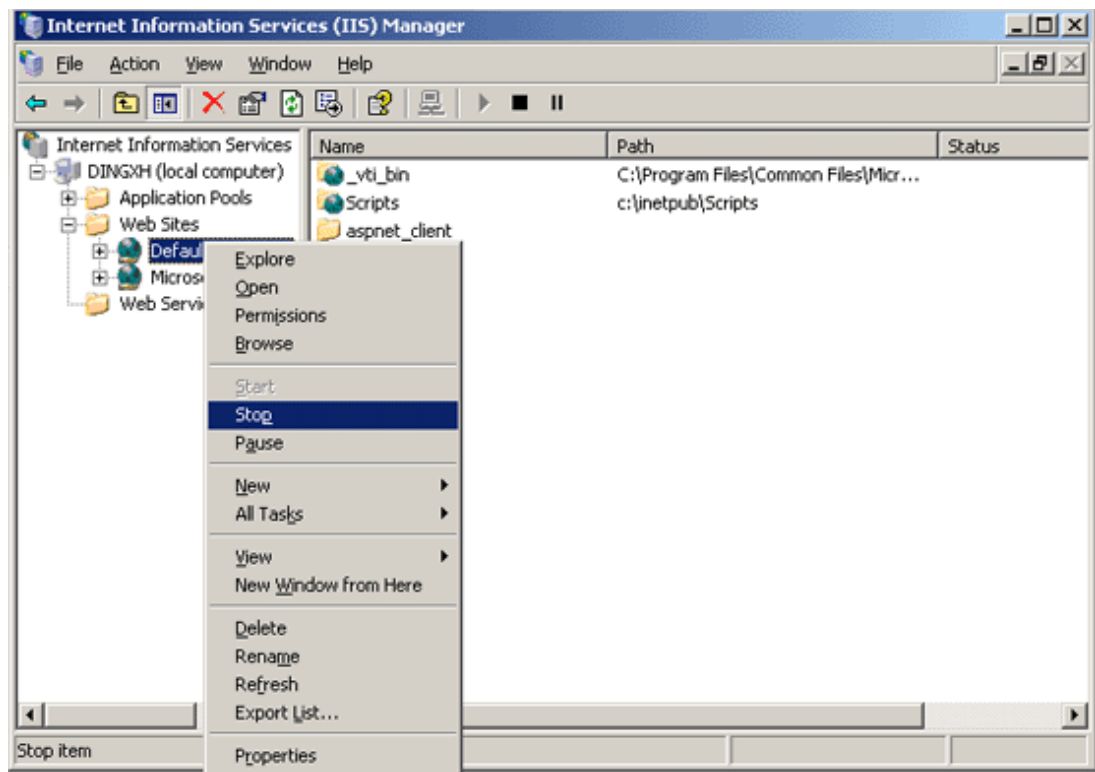 Internet Information Services (IIS) Manager
File Action View Window Help
Internet Information Services
DINGXH (local computer)
Application Pools
Web Sites
Defaul
Micros
Web Servi
Name Path Status
_vti_bin C:\Program Files\Common Files\Micr...
Scripts c:\inetpub\Scripts
aspnet_client
Explore
Open
Permissions
Browse
Start
Stop
Pause
New
All Tasks
View
New Window from Here
Delete
Rename
Refresh
Export List...
Properties
Stop item